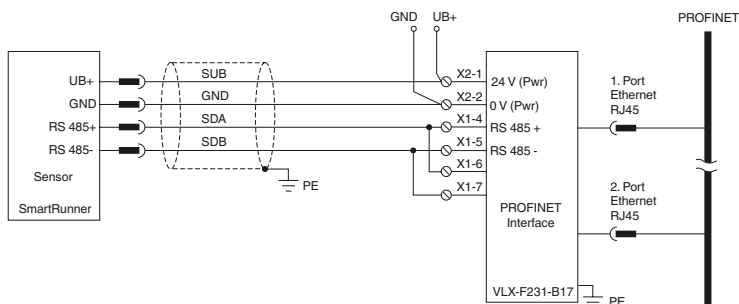 GND UB+
PROFINET
UB+
SUB
X2-1
24 V (Pwr)
GND
GND
X2-2
0 V (Pwr)
RS 485+
SDA
X1-4
RS 485 +
RS 485-
SDB
X1-5
RS 485 -
X1-6
X1-7
Sensor
SmartRunner
PE
PROFINET
Interface
VLX-F231-B17
PE
1. Port
Ethernet
RJ45
2. Port
Ethernet
RJ45